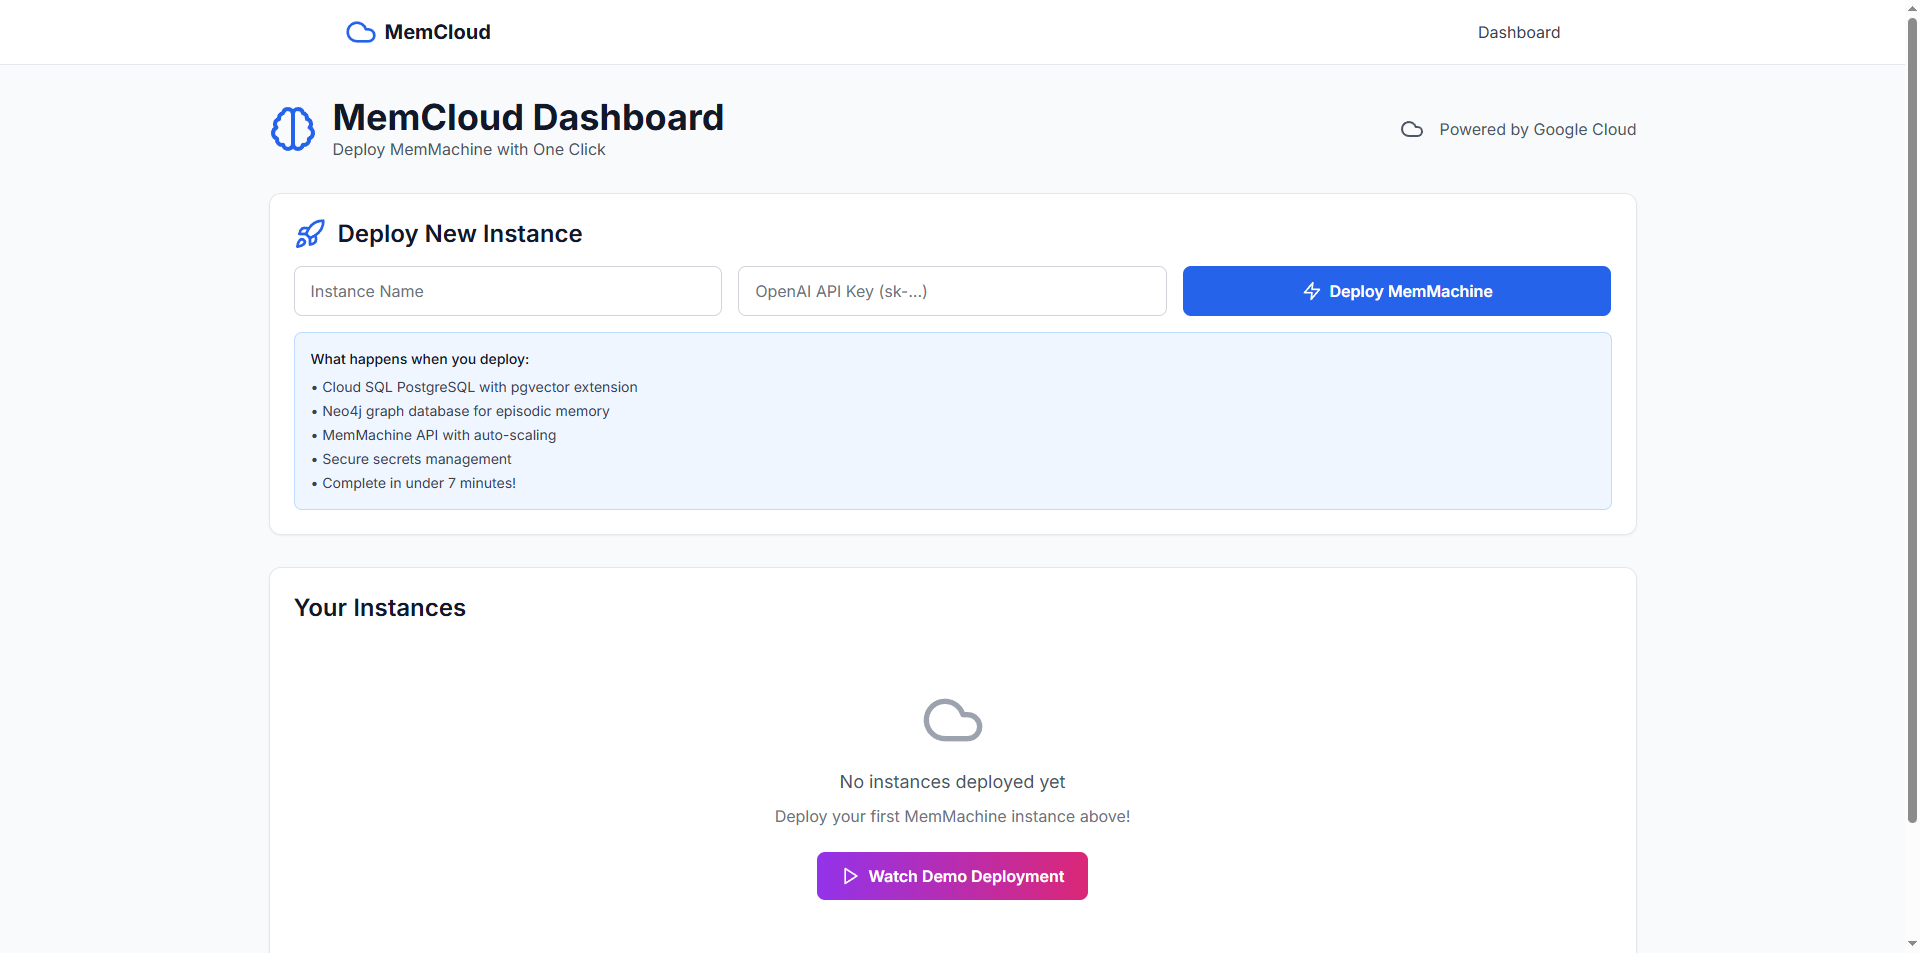 MemCloud
Dashboard
MemCloud Dashboard
Deploy MemMachine with One Click
Powered by Google Cloud
Deploy New Instance
Instance Name
OpenAI API Key (sk-...)
Deploy MemMachine
What happens when you deploy:
• Cloud SQL PostgreSQL with pgvector extension
• Neo4j graph database for episodic memory
• MemMachine API with auto-scaling
• Secure secrets management
• Complete in under 7 minutes!
Your Instances
No instances deployed yet
Deploy your first MemMachine instance above!
Watch Demo Deployment